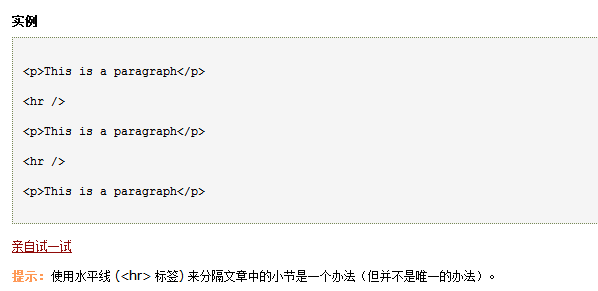 实例
<p>This is a paragraph</p>
<hr />
<p>This is a paragraph</p>
<hr />
<p>This is a paragraph</p>
亲自试一试
提示：使用水平线 (<hr> 标签) 来分隔文章中的小节是一个办法（但并不是唯一的办法）。